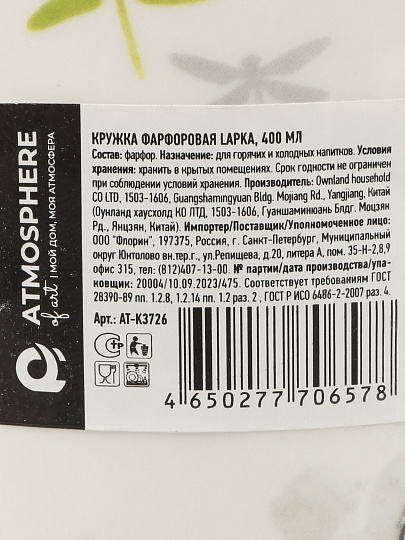 ATMOSPHERE
of art | МОЙ ДОМ, МОЯ АТМОСФЕРА
КРУЖКА ФАРФОРОВАЯ LAPKA, 400 МЛ
Состав: фарфор. Назначение: для горячих и холодных напитков. Условия
хранения: хранить в крытых помещениях. Срок годности не ограничен
при соблюдении условий хранения. Производитель: Ownland household
CO LTD, 1503-1606, Guangshamingyuan Bldg. Mojiang Rd., Yangjiang, Китай
(Оунланд хаусхолд КО ЛТД, 1503-1606, Гуаншаминюань Блдг. Моцзян
Рд., Янцзян, Китай). Импортер/Поставщик/Уполномоченное лицо:
ООО "Флорин", 197375, Россия, г. Санкт-Петербург, Муниципальный
округ Юнтолово вн.тер.г., ул.Репищева, д.20, литера А, пом. 35-Н-2,8,9
офис 315, тел: (812)407-13-00. № партии/дата производства/упа-
ковщик: 20004/10.09.2023/475. Соответствует требованиям ГОСТ
28390-89 пп. 1.2.8, 1.2.14 пп. 1.2 раз. 2 , ГОСТ Р ИСО 6486-2-2007 раз. 4.
Арт.: AT-K3726
4 650277 706578